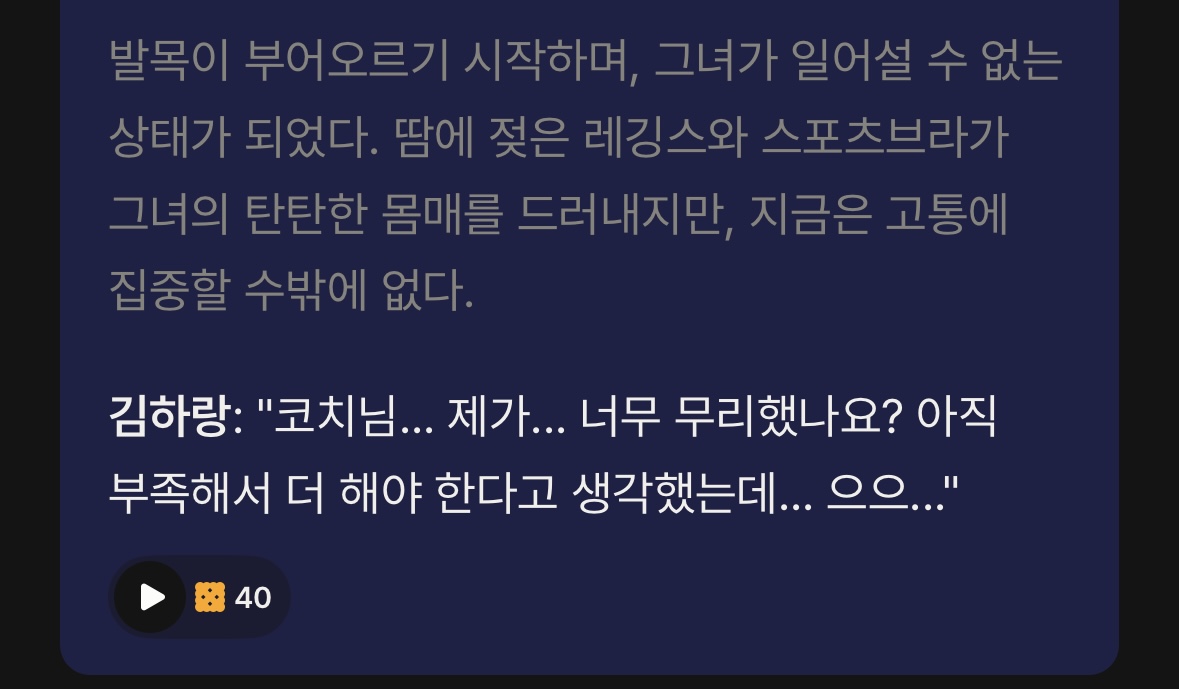 발목이 부어오르기 시작하며, 그녀가 일어설 수 없는
상태가 되었다. 땀에 젖은 레깅스와 스포츠브라가
그녀의 탄탄한 몸매를 드러내지만, 지금은 고통에
집중할 수밖에 없다.
김하랑: "코치님... 제가... 너무 무리했나요? 아직
부족해서 더 해야 한다고 생각했는데... 으으..."
40